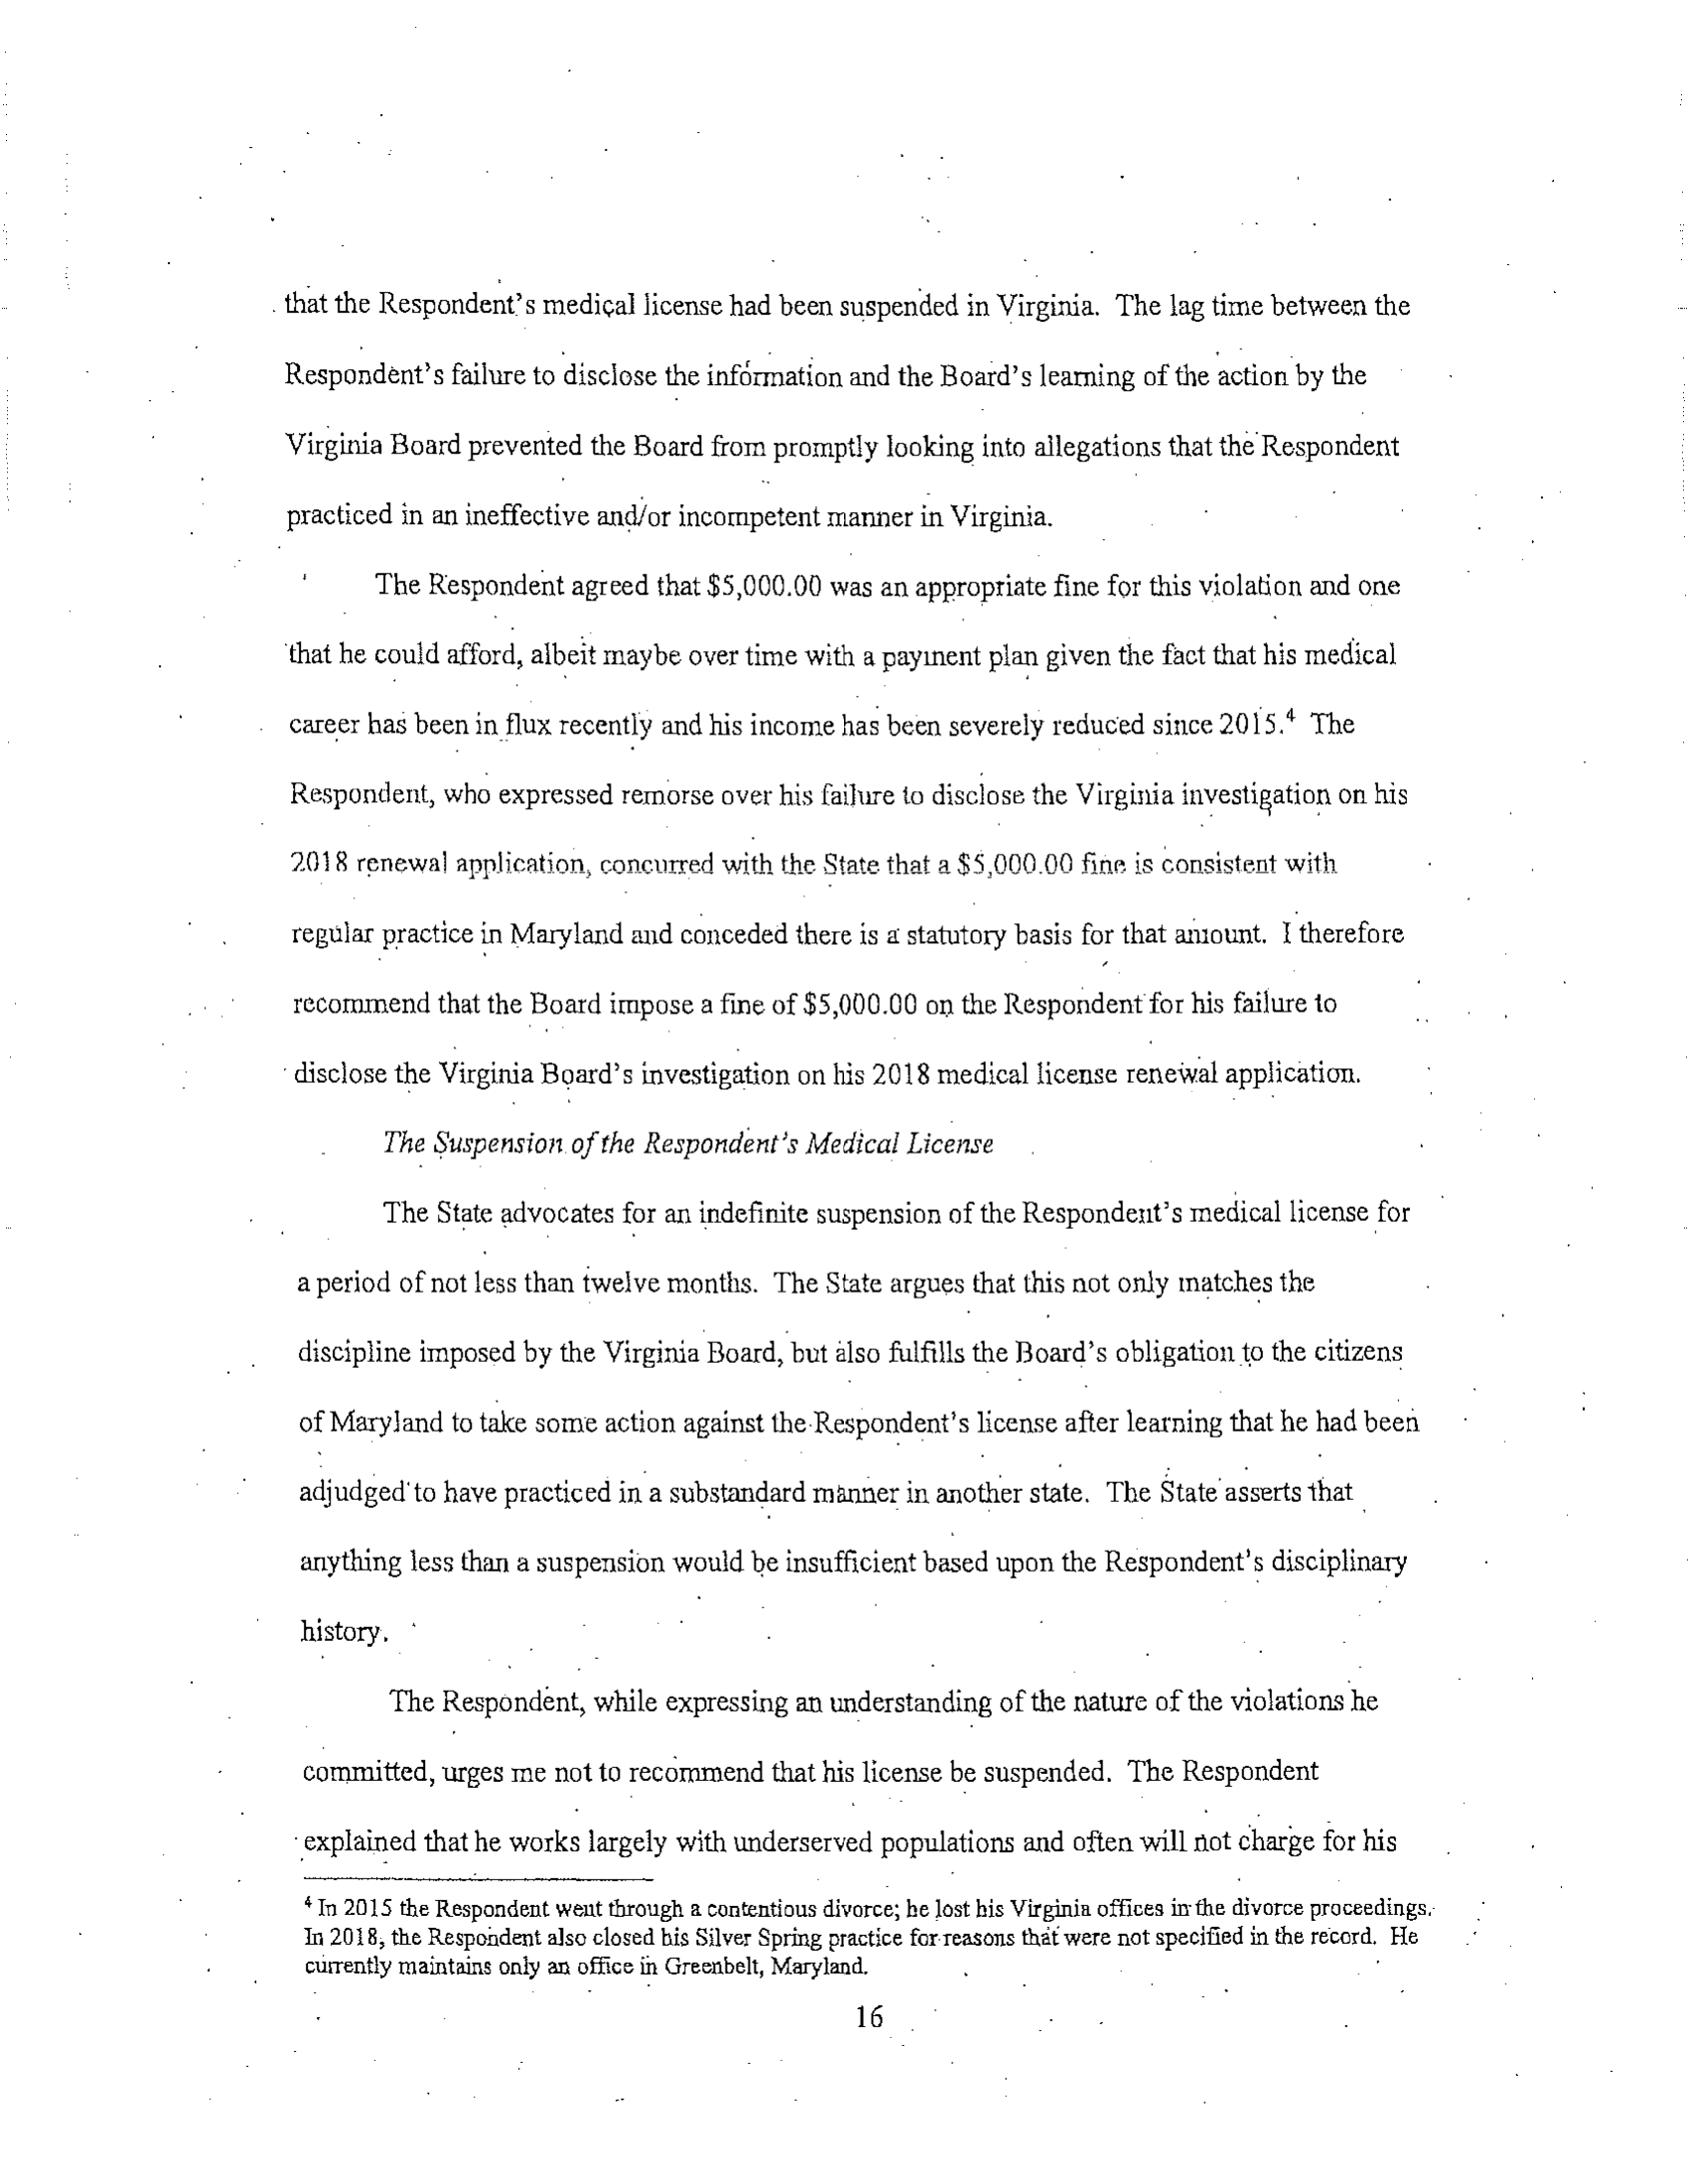 that the Respondent's medical license had been suspended in Virginia. The lag time between the
Respondent's failure to disclose the information and the Board's learning of the action by the
Virginia Board prevented the Board from promptly looking into allegations that the Respondent
practiced in an ineffective and/or incompetent manner in Virginia.
The Respondent agreed that $5,000.00 was an appropriate fine for this violation and one
that he could afford, albeit maybe over time with a payment plan given the fact that his medical
career has been in flux recently and his income has been severely reduced since 2015.⁴ The
Respondent, who expressed remorse over his failure to disclose the Virginia investigation on his
2018 renewal application, concurred with the State that a $5,000.00 fine is consistent with
regular practice in Maryland and conceded there is a statutory basis for that amount. I therefore
recommend that the Board impose a fine of $5,000.00 on the Respondent for his failure to
disclose the Virginia Board's investigation on his 2018 medical license renewal application.
The Suspension of the Respondent's Medical License
The State advocates for an indefinite suspension of the Respondent's medical license for
a period of not less than twelve months. The State argues that this not only matches the
discipline imposed by the Virginia Board, but also fulfills the Board's obligation to the citizens
of Maryland to take some action against the Respondent's license after learning that he had been
adjudged to have practiced in a substandard manner in another state. The State asserts that
anything less than a suspension would be insufficient based upon the Respondent's disciplinary
history.
The Respondent, while expressing an understanding of the nature of the violations he
committed, urges me not to recommend that his license be suspended. The Respondent
explained that he works largely with underserved populations and often will not charge for his
⁴ In 2015 the Respondent went through a contentious divorce; he lost his Virginia offices in the divorce proceedings.
In 2018, the Respondent also closed his Silver Spring practice for reasons that were not specified in the record. He
currently maintains only an office in Greenbelt, Maryland.
16